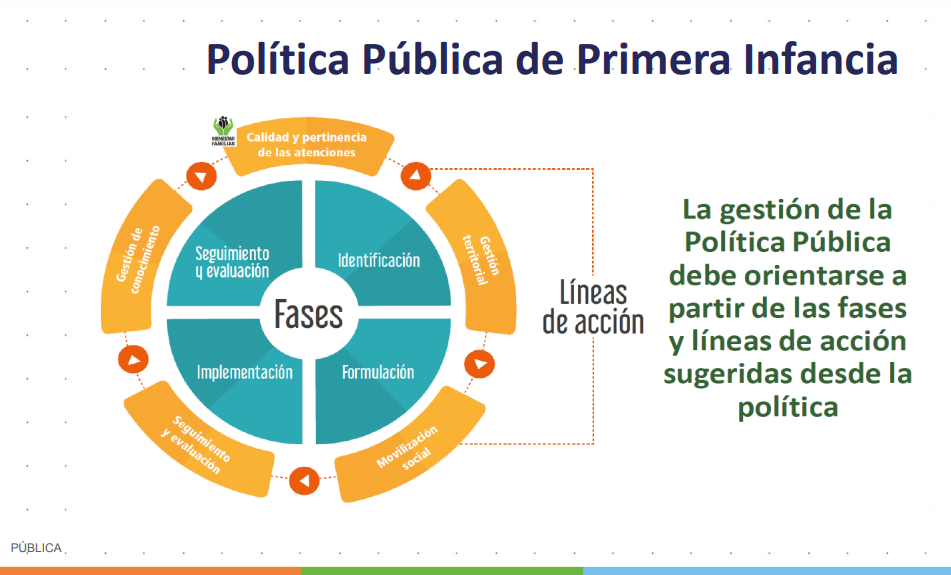 Política Pública de Primera Infancia
BIENESTAR
FAMILIAR
Calidad y pertinencia
de las atenciones
Gestión
territorial
Movilización
social
Seguimiento
y evaluación
Gestión de
conocimiento
Seguimiento
y evaluación
Identificación
Fases
Implementación
Formulación
Líneas
de acción
La gestión de la
Política Pública
debe orientarse a
partir de las fases
y líneas de acción
sugeridas desde la
política
PÚBLICA